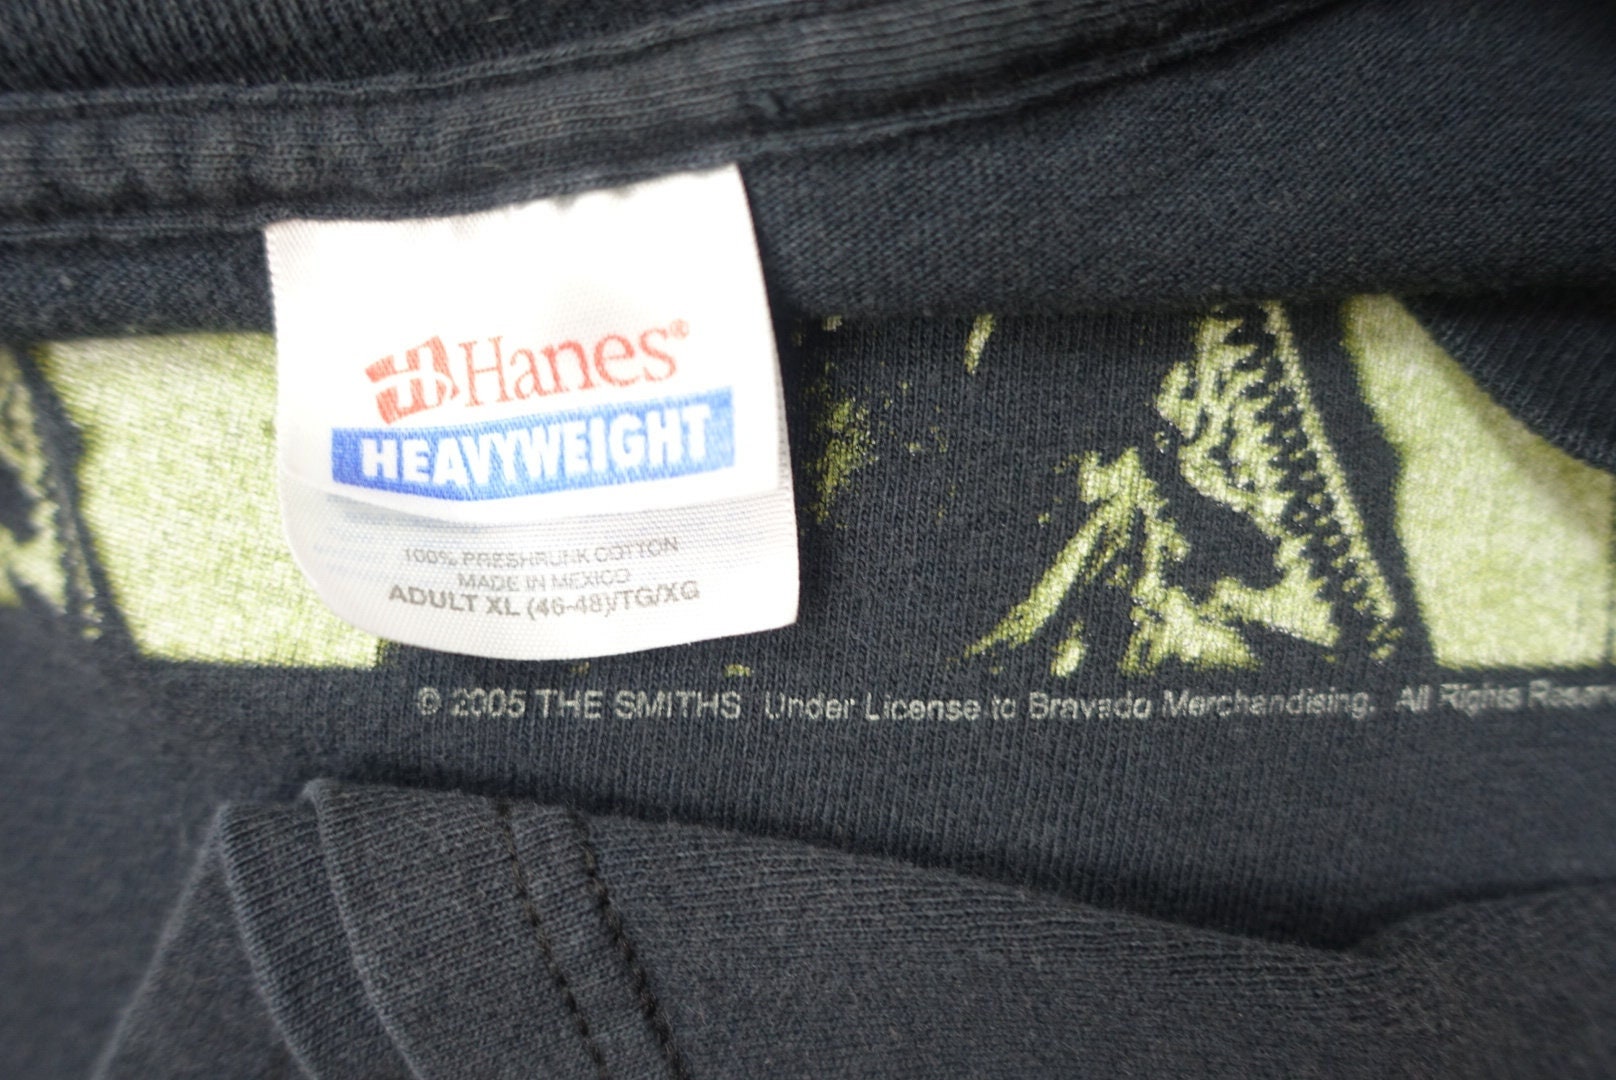 Hanes®
HEAVYWEIGHT
100% PRESHRUNK COTTON
MADE IN MEXICO
ADULT XL (46-48)/TG/XG
© 2005 THE SMITHS Under License to Bravado Merchandising. All Rights